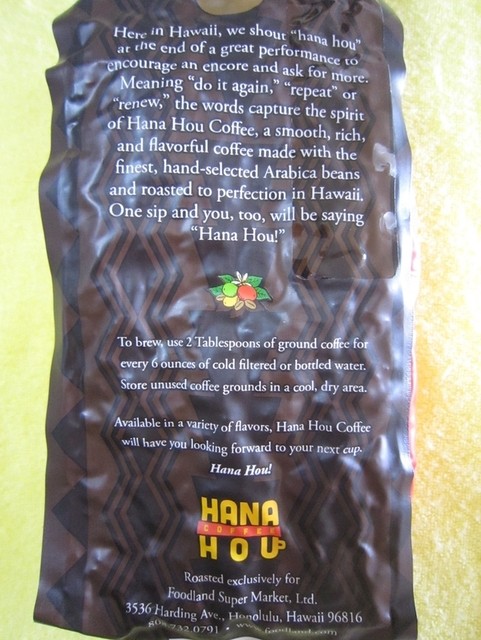 Here in Hawaii, we shout "hana hou"
at the end of a great performance to
encourage an encore and ask for more.
Meaning "do it again," "repeat" or
"renew," the words capture the spirit
of Hana Hou Coffee, a smooth, rich,
and flavorful coffee made with the
finest, hand-selected Arabica beans
and roasted to perfection in Hawaii.
One sip and you, too, will be saying
"Hana Hou!"
To brew, use 2 Tablespoons of ground coffee for
every 6 ounces of cold filtered or bottled water.
Store unused coffee grounds in a cool, dry area.
Available in a variety of flavors, Hana Hou Coffee
will have you looking forward to your next cup.
Hana Hou!
HANA
COFFEE
HOU
Roasted exclusively for
Foodland Super Market, Ltd.
3536 Harding Ave., Honolulu, Hawaii 96816
808-732-0791 • www.foodland.com